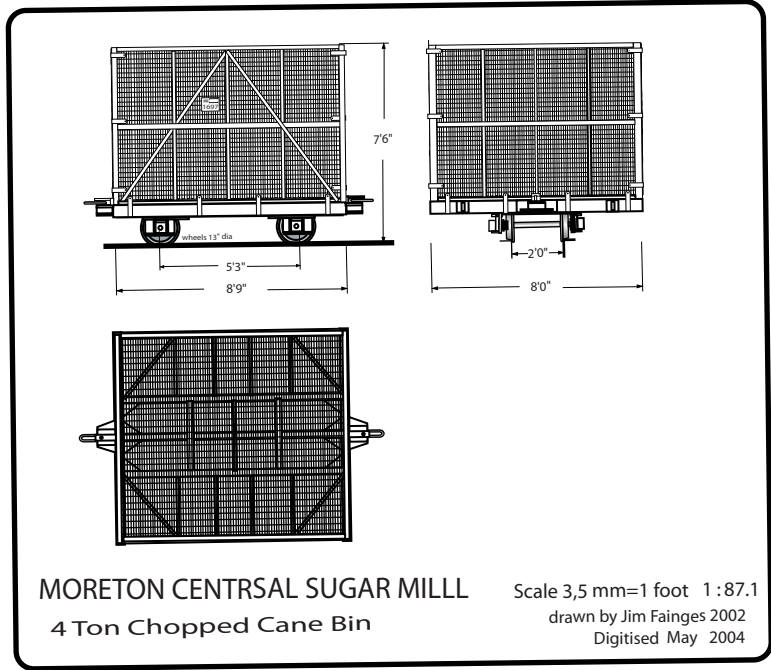 1697
7'6"
wheels 13" dia
5'3"
8'9"
2'0"
8'0"
MORETON CENTRSAL SUGAR MILLL
4 Ton Chopped Cane Bin
Scale 3,5 mm=1 foot 1:87.1
drawn by Jim Fainges 2002
Digitised May 2004